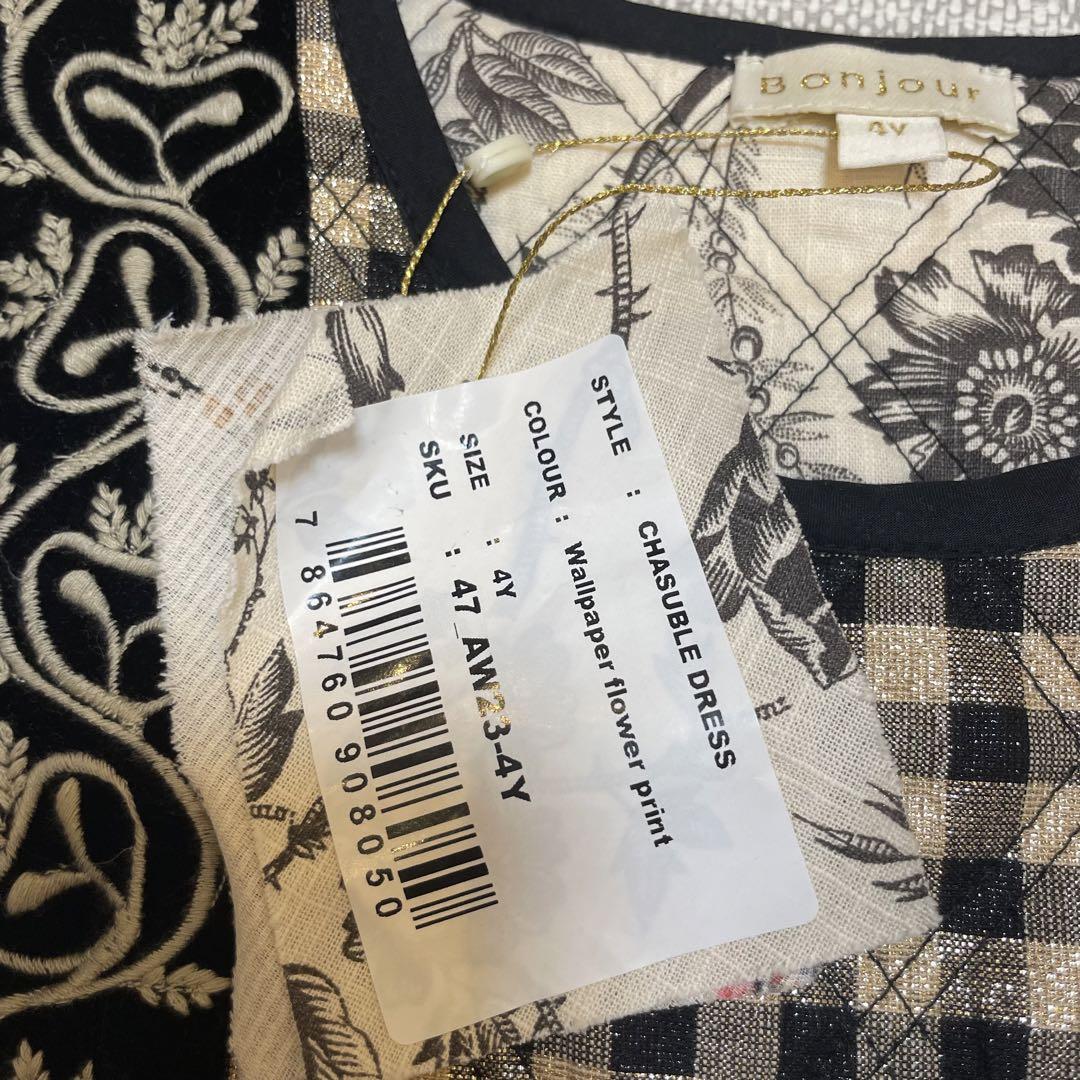 Bonjour
4Y
STYLE : CHASUBLE DRESS
COLOUR : Wallpaper flower print
SIZE : 4Y
SKU : 47_AW23-4Y
7 864760 908050